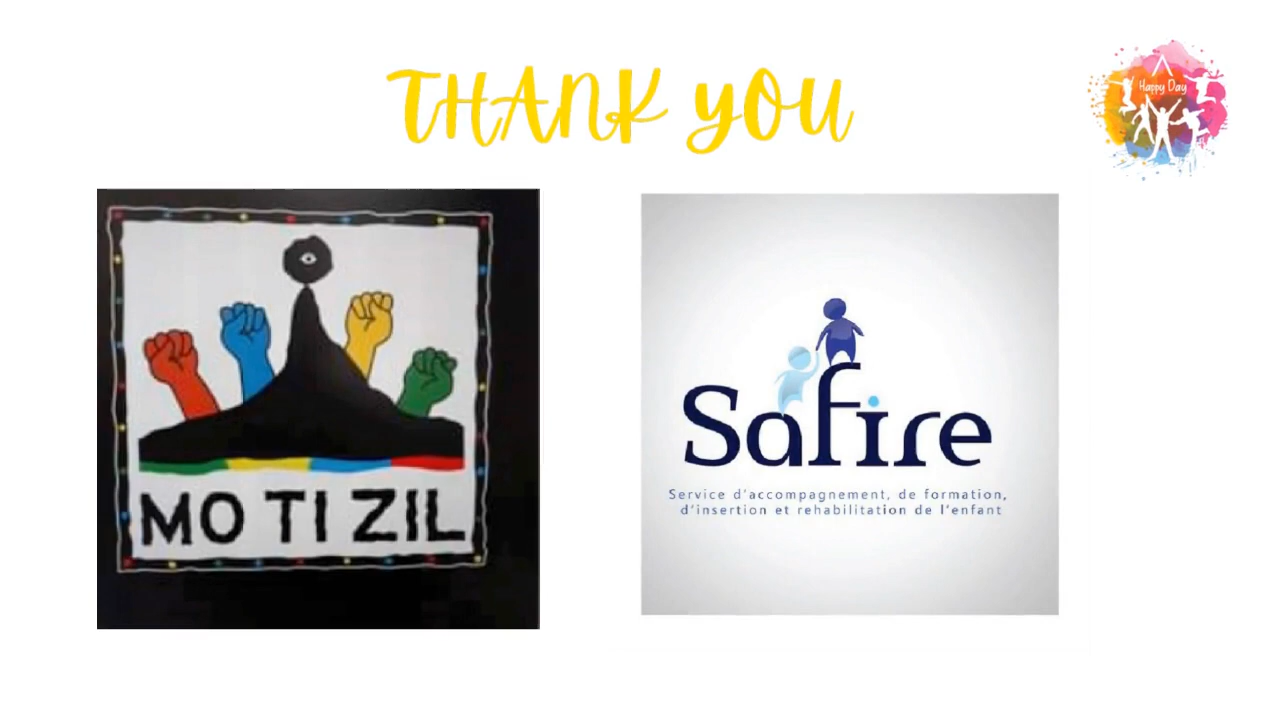 THANK YOU
Happy Day
MO TI ZIL
Safire
Service d'accompagnement, de formation,
d'insertion et rehabilitation de l'enfant